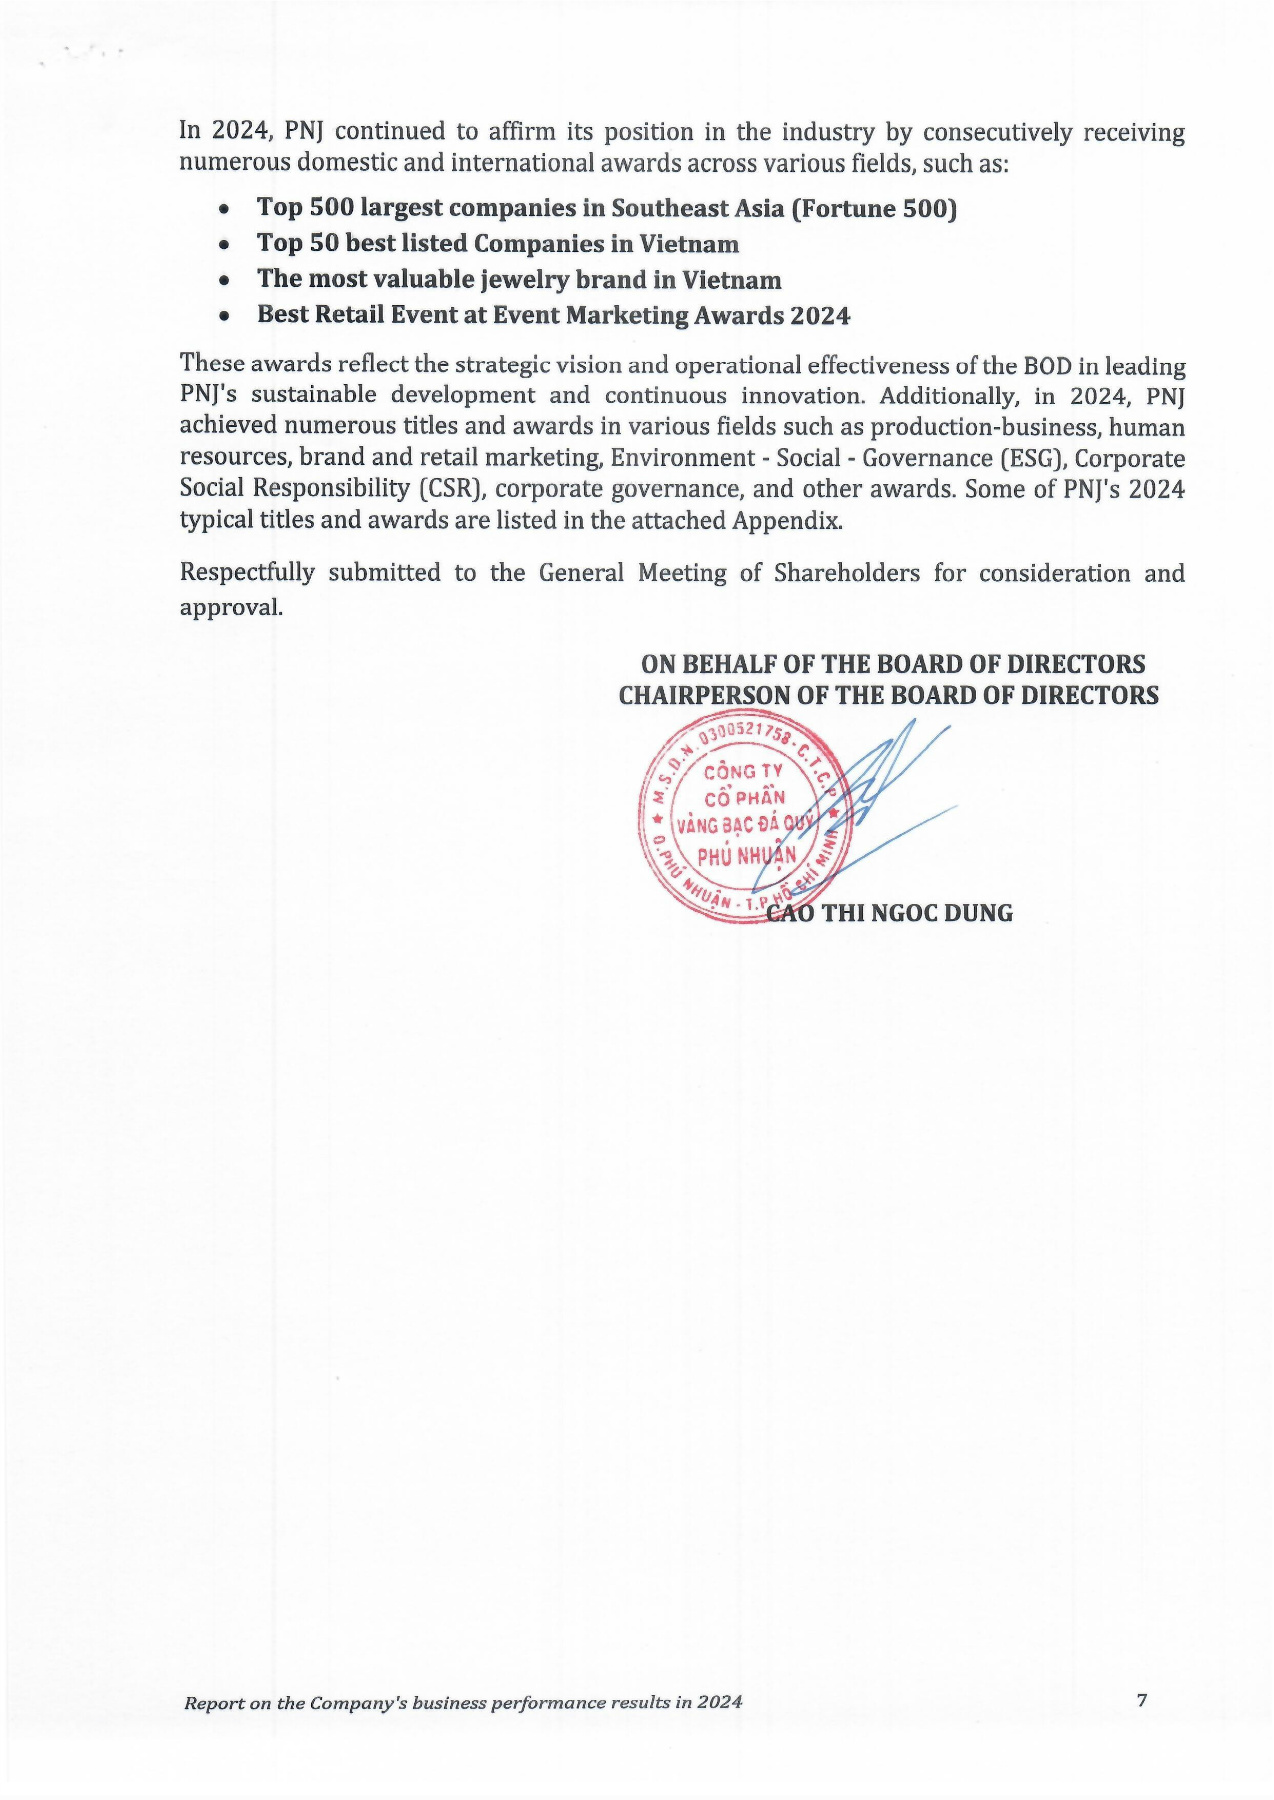 In 2024, PNJ continued to affirm its position in the industry by consecutively receiving
numerous domestic and international awards across various fields, such as:
• Top 500 largest companies in Southeast Asia (Fortune 500)
• Top 50 best listed Companies in Vietnam
• The most valuable jewelry brand in Vietnam
• Best Retail Event at Event Marketing Awards 2024
These awards reflect the strategic vision and operational effectiveness of the BOD in leading
PNJ's sustainable development and continuous innovation. Additionally, in 2024, PNJ
achieved numerous titles and awards in various fields such as production-business, human
resources, brand and retail marketing, Environment - Social - Governance (ESG), Corporate
Social Responsibility (CSR), corporate governance, and other awards. Some of PNJ's 2024
typical titles and awards are listed in the attached Appendix.
Respectfully submitted to the General Meeting of Shareholders for consideration and
approval.
ON BEHALF OF THE BOARD OF DIRECTORS
CHAIRPERSON OF THE BOARD OF DIRECTORS
M.S.D.N. 0300521758-C.T.C.P
CÔNG TY
CỔ PHẦN
VÀNG BẠC ĐÁ QUÝ
PHÚ NHUẬN
Q.PHÚ NHUẬN - T.P HỒ CHÍ MINH
CAO THI NGOC DUNG
Report on the Company's business performance results in 2024
7